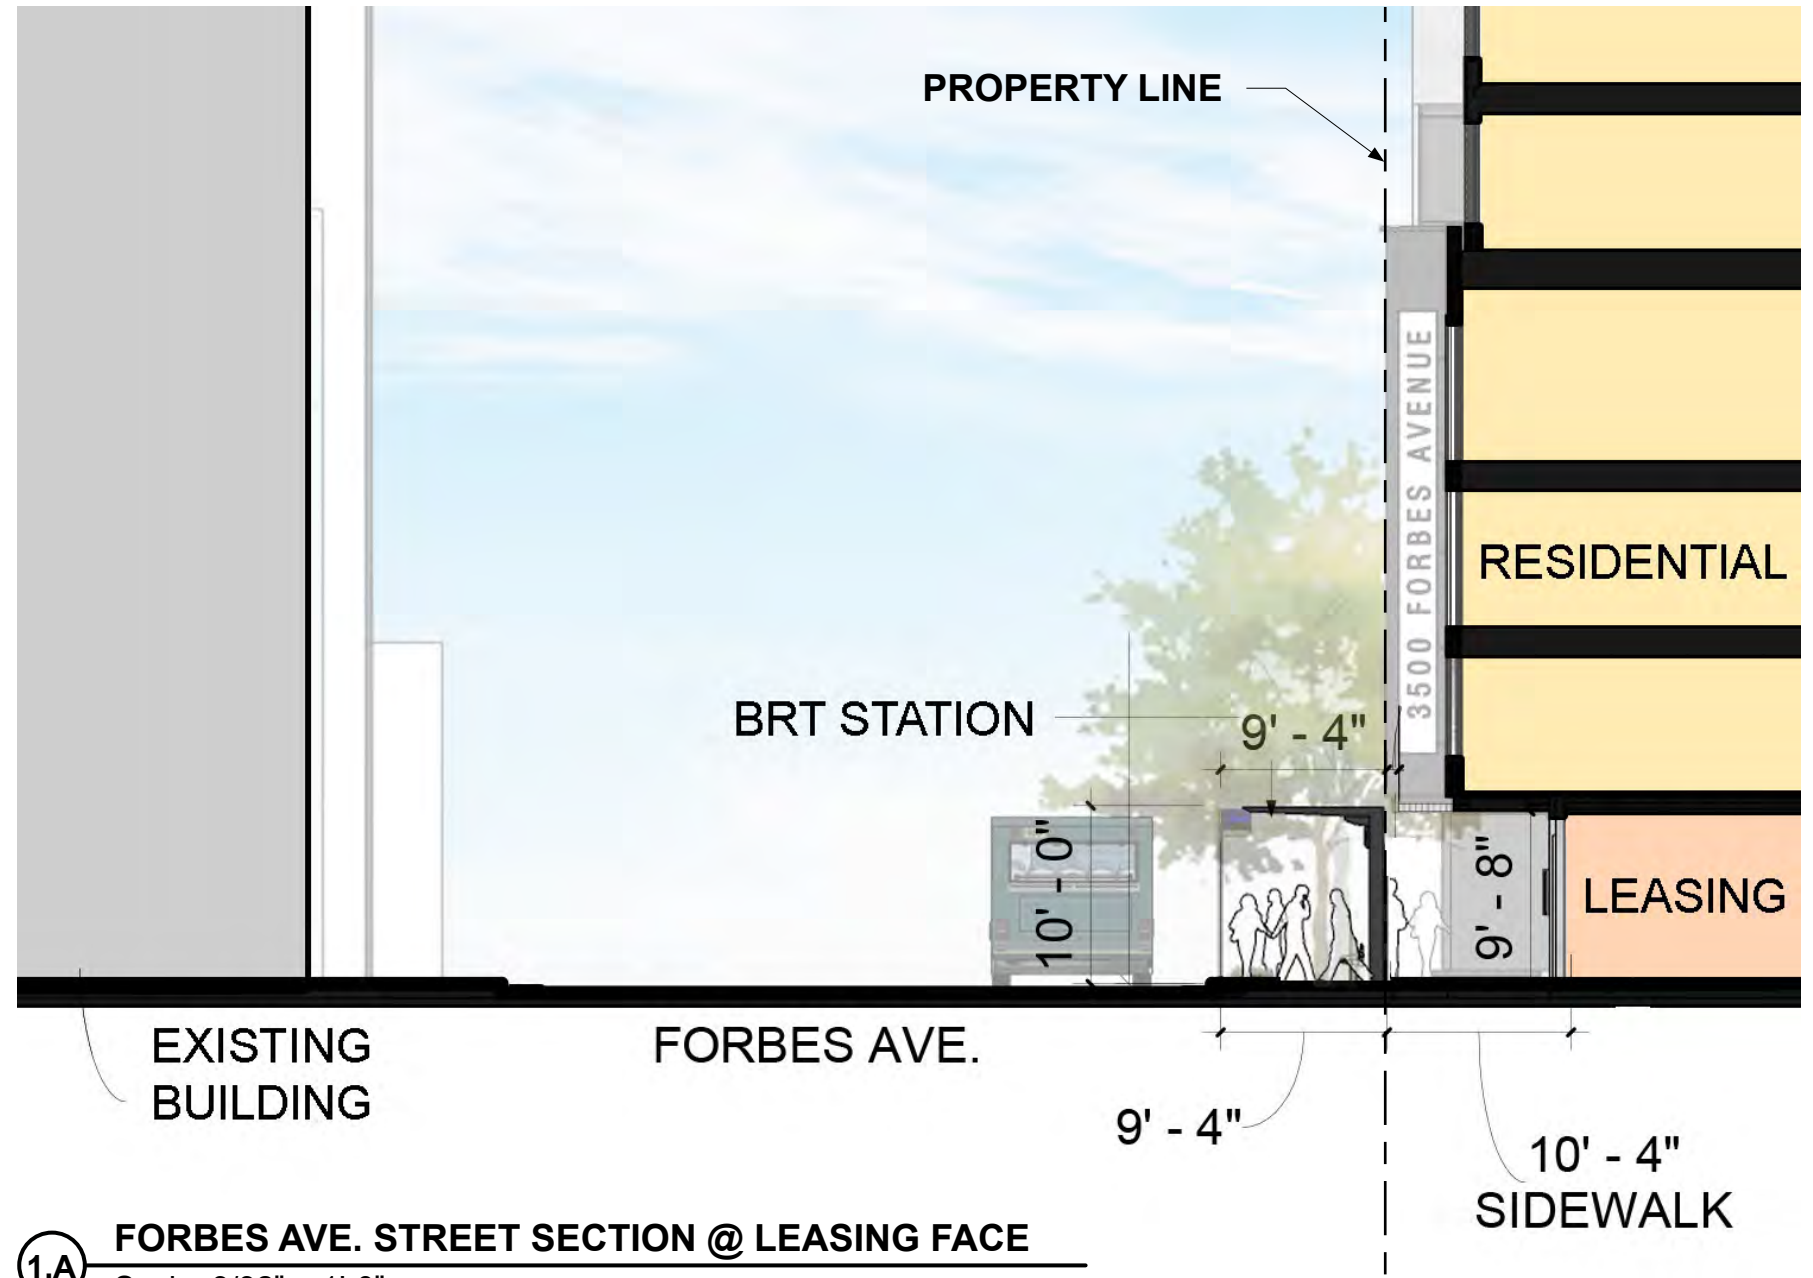 PROPERTY LINE
3500 FORBES AVENUE
RESIDENTIAL
BRT STATION
9' - 4"
10' - 0"
9' - 8"
LEASING
EXISTING
BUILDING
FORBES AVE.
9' - 4"
10' - 4"
SIDEWALK
FORBES AVE. STREET SECTION @ LEASING FACE
1.A